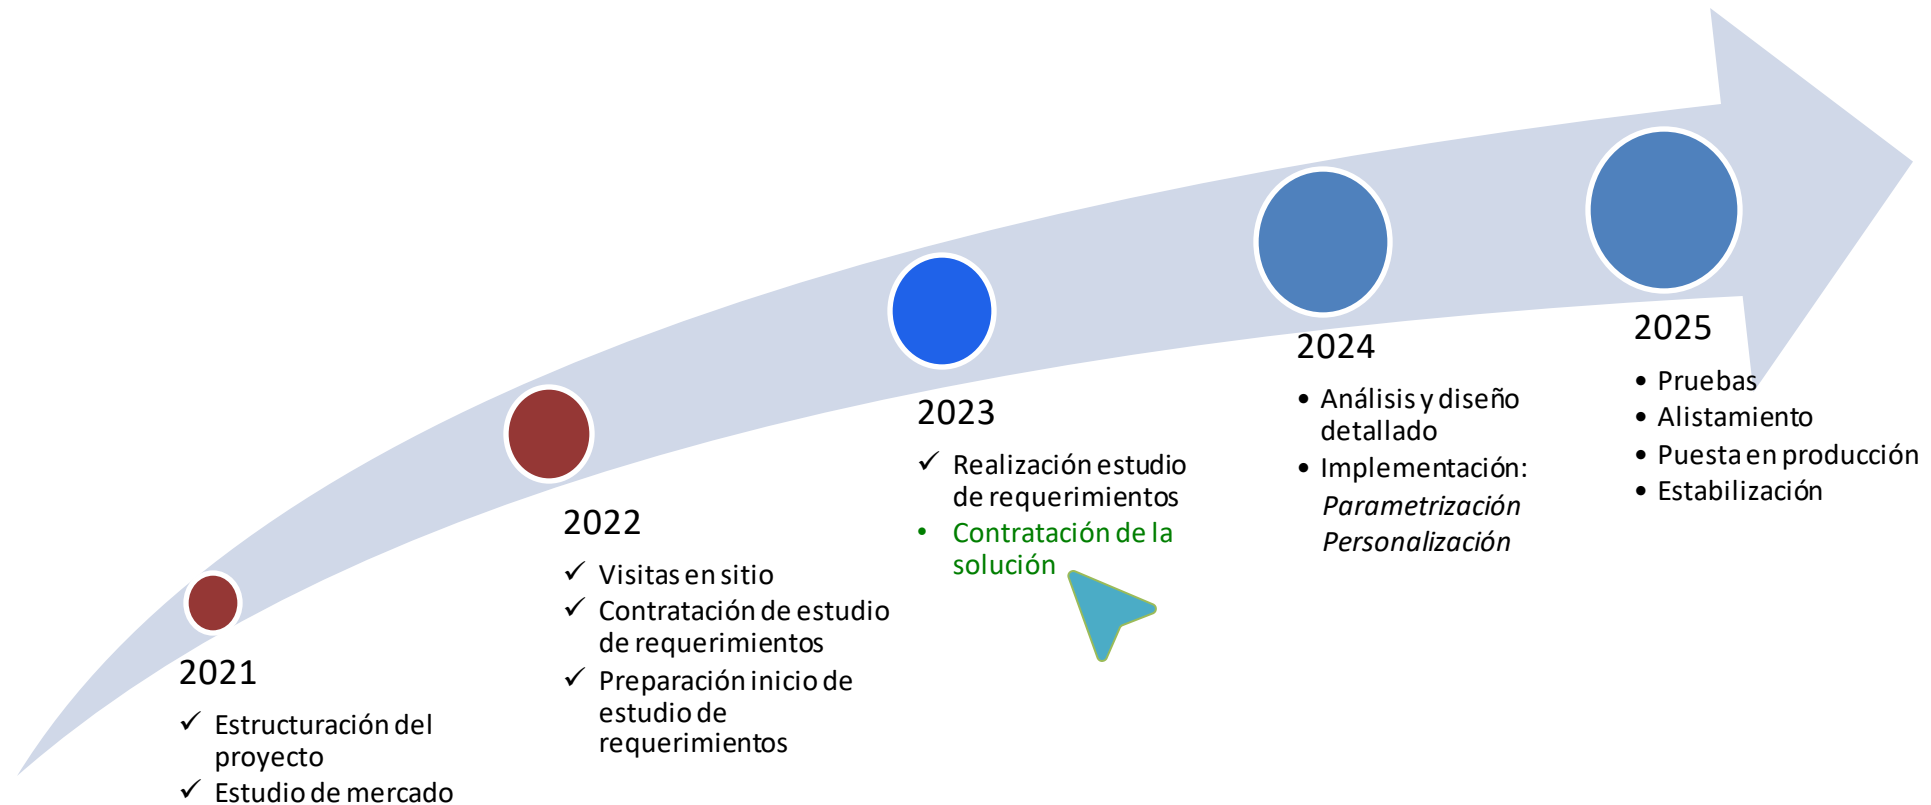 2021
✓ Estructuración del
proyecto
✓ Estudio de mercado
2022
✓ Visitas en sitio
✓ Contratación de estudio
de requerimientos
✓ Preparación inicio de
estudio de
requerimientos
2023
✓ Realización estudio
de requerimientos
• Contratación de la
solución
2024
• Análisis y diseño
detallado
• Implementación:
Parametrización
Personalización
2025
• Pruebas
• Alistamiento
• Puesta en producción
• Estabilización